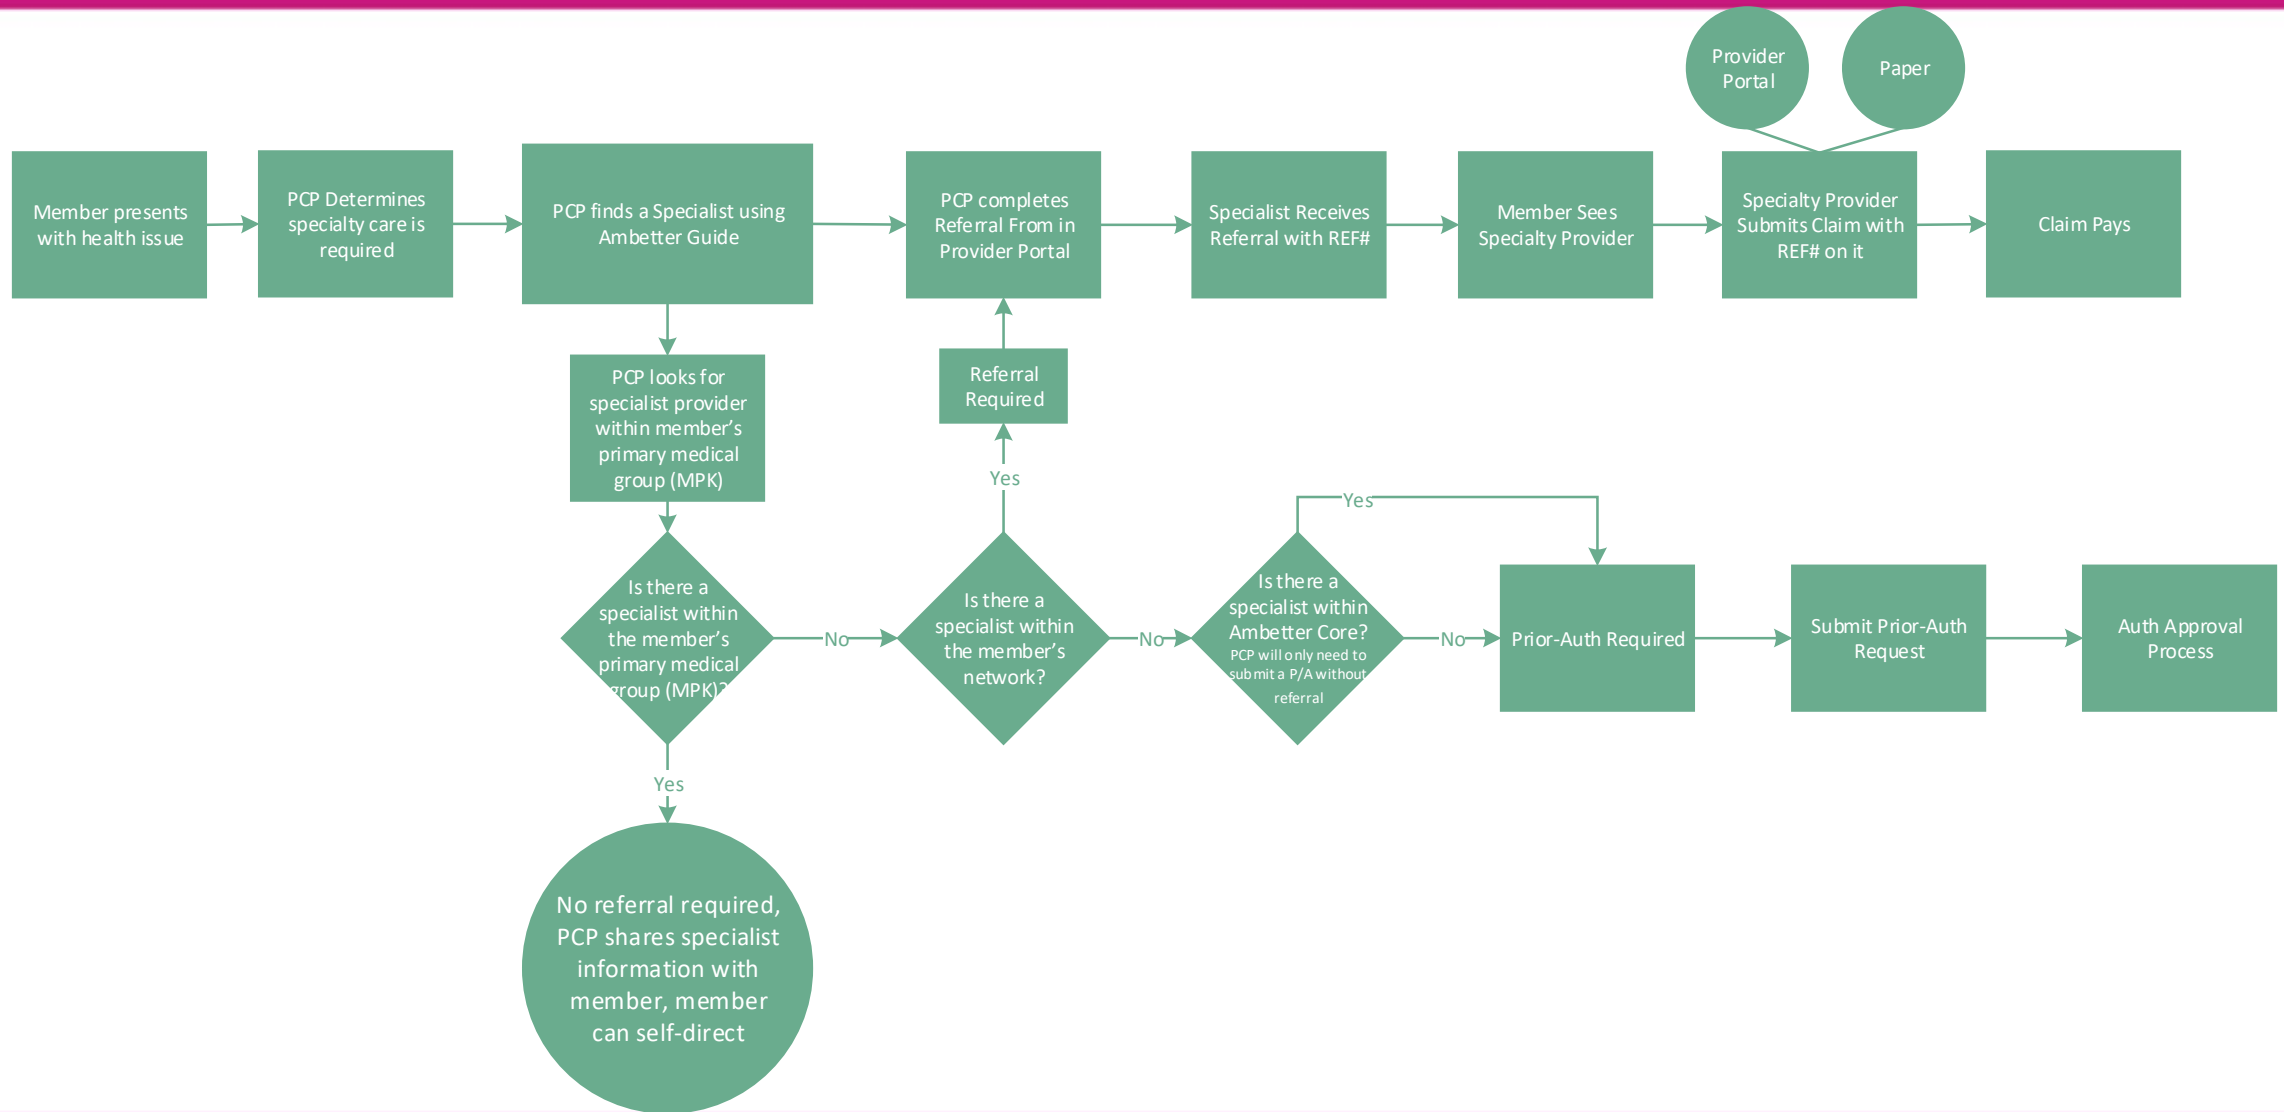 Provider
Portal
Paper
Member presents
with health issue
PCP Determines
specialty care is
required
PCP finds a Specialist using
Ambetter Guide
PCP completes
Referral From in
Provider Portal
Specialist Receives
Referral with REF#
Member Sees
Specialty Provider
Specialty Provider
Submits Claim with
REF# on it
Claim Pays
PCP looks for
specialist provider
within member's
primary medical
group (MPK)
Referral
Required
Yes
Yes
Is there a
specialist within
the member's
primary medical
group (MPK)?
No
Is there a
specialist within
the member's
network?
No
Is there a
specialist within
Ambetter Core?
PCP will only need to
submit a P/A without
referral
No
Prior-Auth Required
Submit Prior-Auth
Request
Auth Approval
Process
Yes
No referral required,
PCP shares specialist
information with
member, member
can self-direct